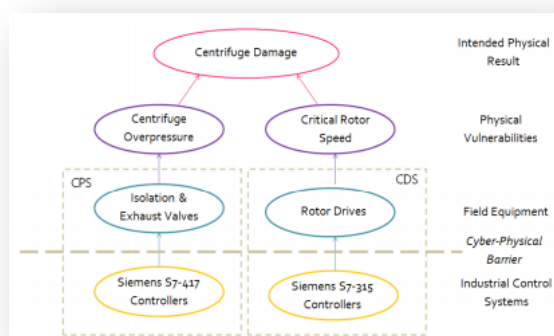 Centrifuge Damage
Intended Physical
Result
Centrifuge
Overpressure
Critical Rotor
Speed
Physical
Vulnerabilities
CPS
CDS
Isolation &
Exhaust Valves
Rotor Drives
Field Equipment
Cyber-Physical
Barrier
Siemens S7-417
Controllers
Siemens S7-315
Controllers
Industrial Control
Systems